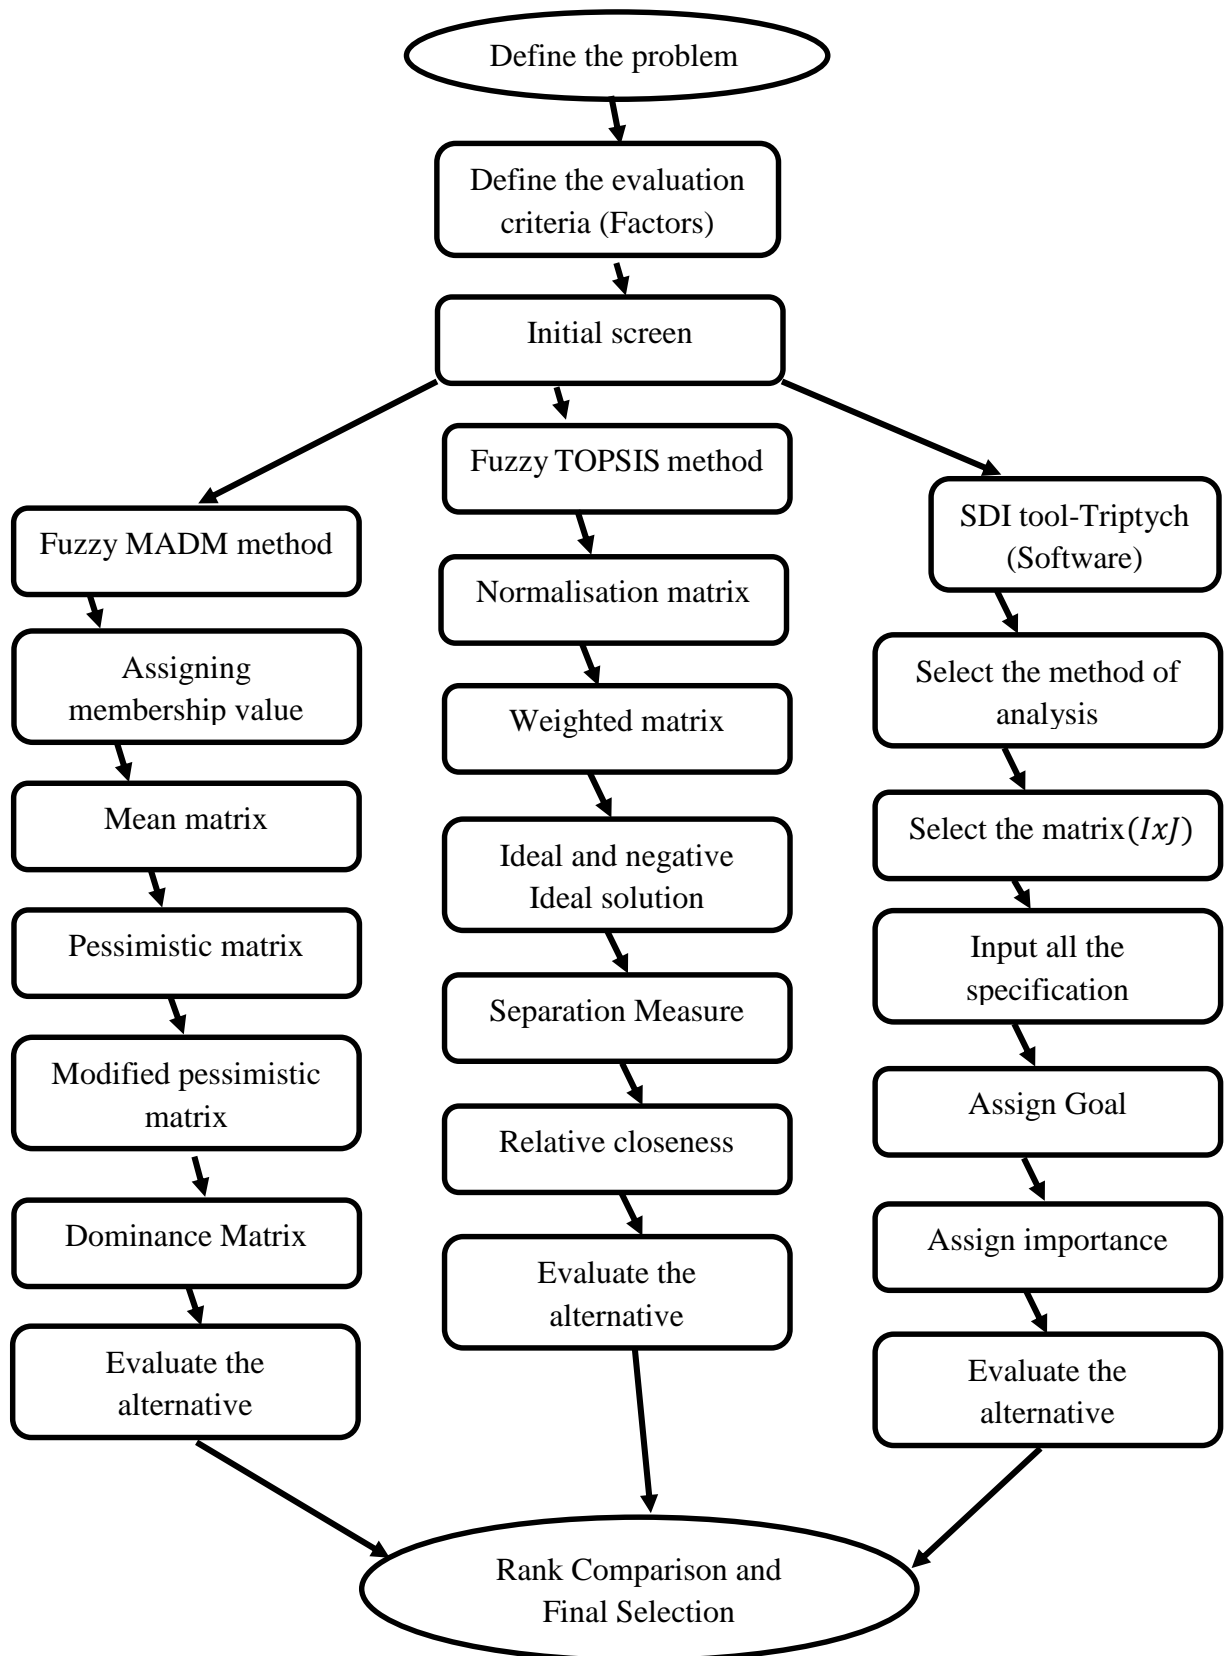 Define the problem
Define the evaluation
criteria (Factors)
Initial screen
Fuzzy MADM method
Assigning
membership value
Mean matrix
Pessimistic matrix
Modified pessimistic
matrix
Dominance Matrix
Evaluate the
alternative
Fuzzy TOPSIS method
Normalisation matrix
Weighted matrix
Ideal and negative
Ideal solution
Separation Measure
Relative closeness
Evaluate the
alternative
SDI tool-Triptych
(Software)
Select the method of
analysis
Select the matrix(IxJ)
Input all the
specification
Assign Goal
Assign importance
Evaluate the
alternative
Rank Comparison and
Final Selection